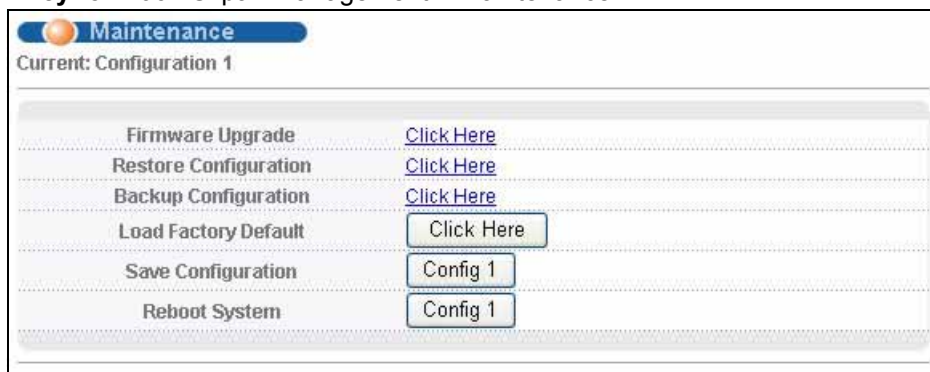 Maintenance
Current: Configuration 1
Firmware Upgrade Click Here
Restore Configuration Click Here
Backup Configuration Click Here
Load Factory Default Click Here
Save Configuration Config 1
Reboot System Config 1